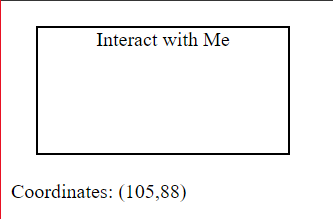 Interact with Me
Coordinates: (105,88)